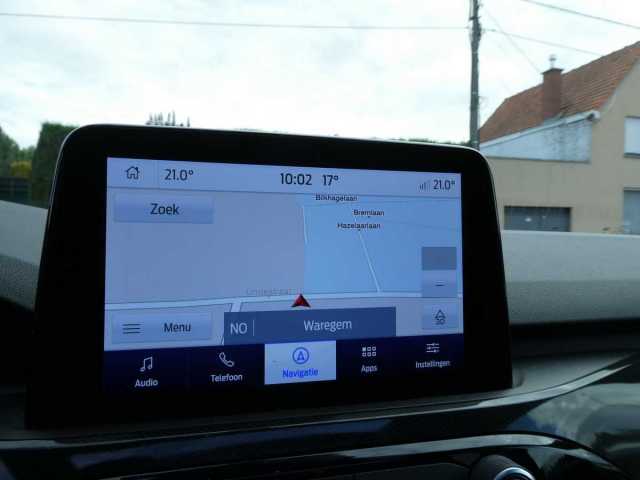 21.0° 10:02 17° 21.0°
Zoek
Bilkhagelaan
Bremlaan
Hazelaarlaan
Menu
NO Waregem
3D
Audio Telefoon Navigatie Apps Instellingen